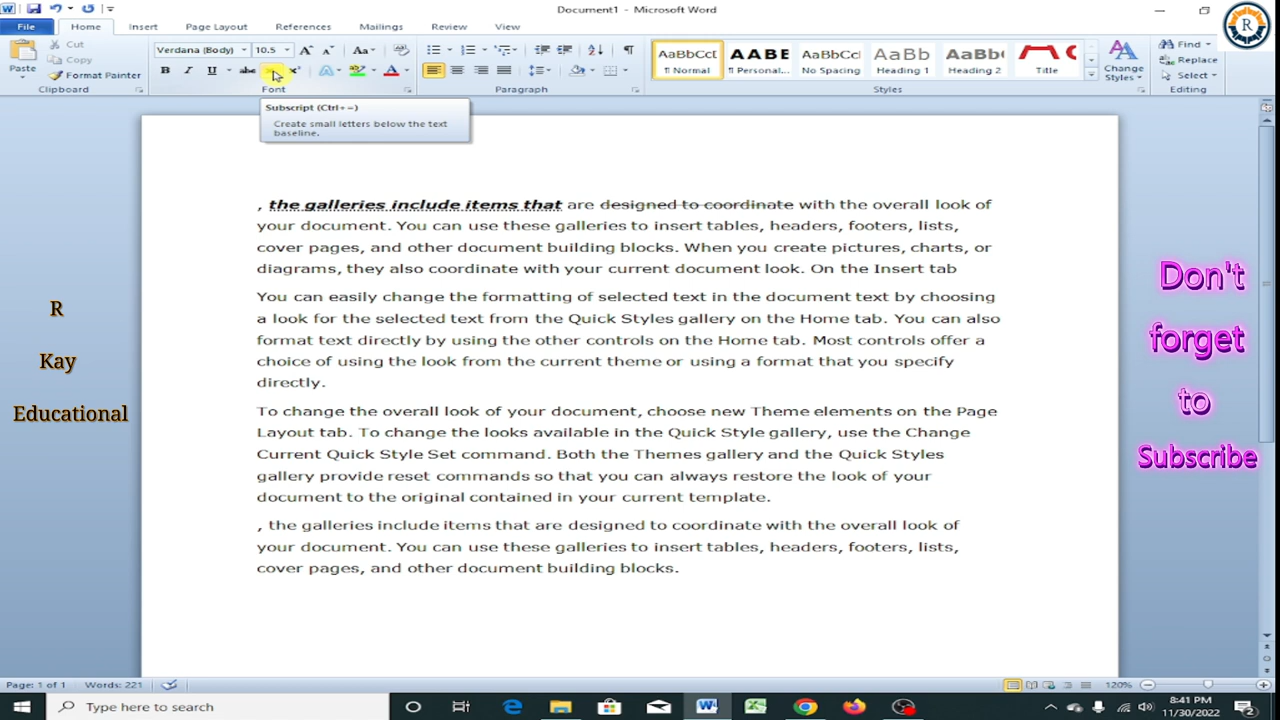 Document1 - Microsoft Word
File Home Insert Page Layout References Mailings Review View
Paste
Cut
Copy
Format Painter
Clipboard
Verdana (Body) 10.5
Font
Paragraph
AaBbCcI AABE AaBbCcI AaBb AaBb
¶ Normal ¶ Personal... No Spacing Heading 1 Heading 2 Title
Change
Styles
Styles
Find
Replace
Select
Editing
Subscript (Ctrl+=)
Create small letters below the text
baseline.
, the galleries include items that are designed to coordinate with the overall look of
your document. You can use these galleries to insert tables, headers, footers, lists,
cover pages, and other document building blocks. When you create pictures, charts, or
diagrams, they also coordinate with your current document look. On the Insert tab
You can easily change the formatting of selected text in the document text by choosing
a look for the selected text from the Quick Styles gallery on the Home tab. You can also
format text directly by using the other controls on the Home tab. Most controls offer a
choice of using the look from the current theme or using a format that you specify
directly.
To change the overall look of your document, choose new Theme elements on the Page
Layout tab. To change the looks available in the Quick Style gallery, use the Change
Current Quick Style Set command. Both the Themes gallery and the Quick Styles
gallery provide reset commands so that you can always restore the look of your
document to the original contained in your current template.
, the galleries include items that are designed to coordinate with the overall look of
your document. You can use these galleries to insert tables, headers, footers, lists,
cover pages, and other document building blocks.
R
Kay
Educational
Don't
forget
to
Subscribe
Page: 1 of 1 Words: 221 120%
Type here to search
8:41 PM
11/30/2022